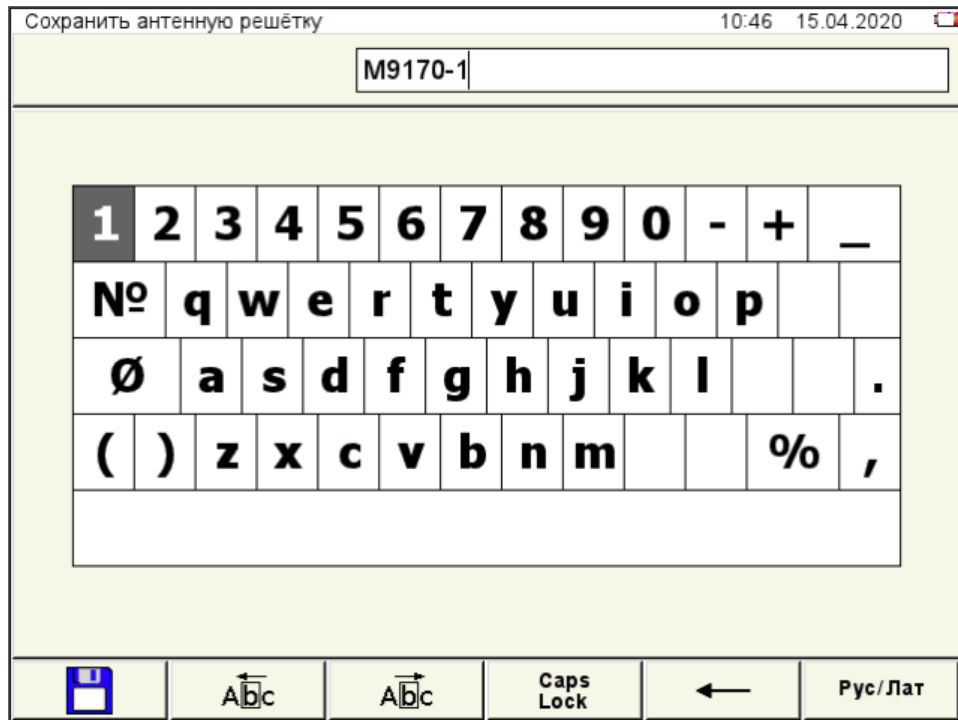 Сохранить антенную решётку 10:46 15.04.2020
M9170-1
1 2 3 4 5 6 7 8 9 0 - + _
№ q w e r t y u i o p
Ø a s d f g h j k l .
( ) z x c v b n m % ,
Abc Abc Caps Lock Рус/Лат